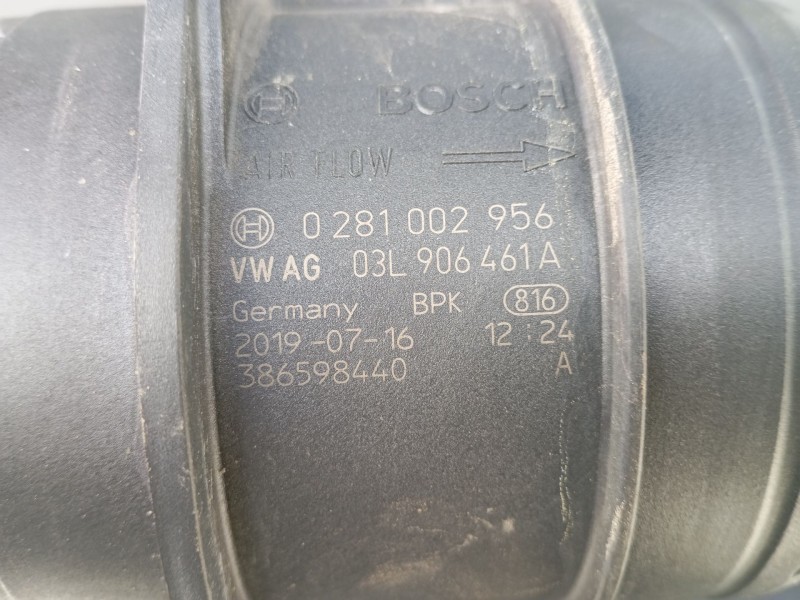 BOSCH
AIR FLOW
0 281 002 956
VW AG 03L 906 461 A
Germany BPK 816
2019-07-16 12:24
386598440 A